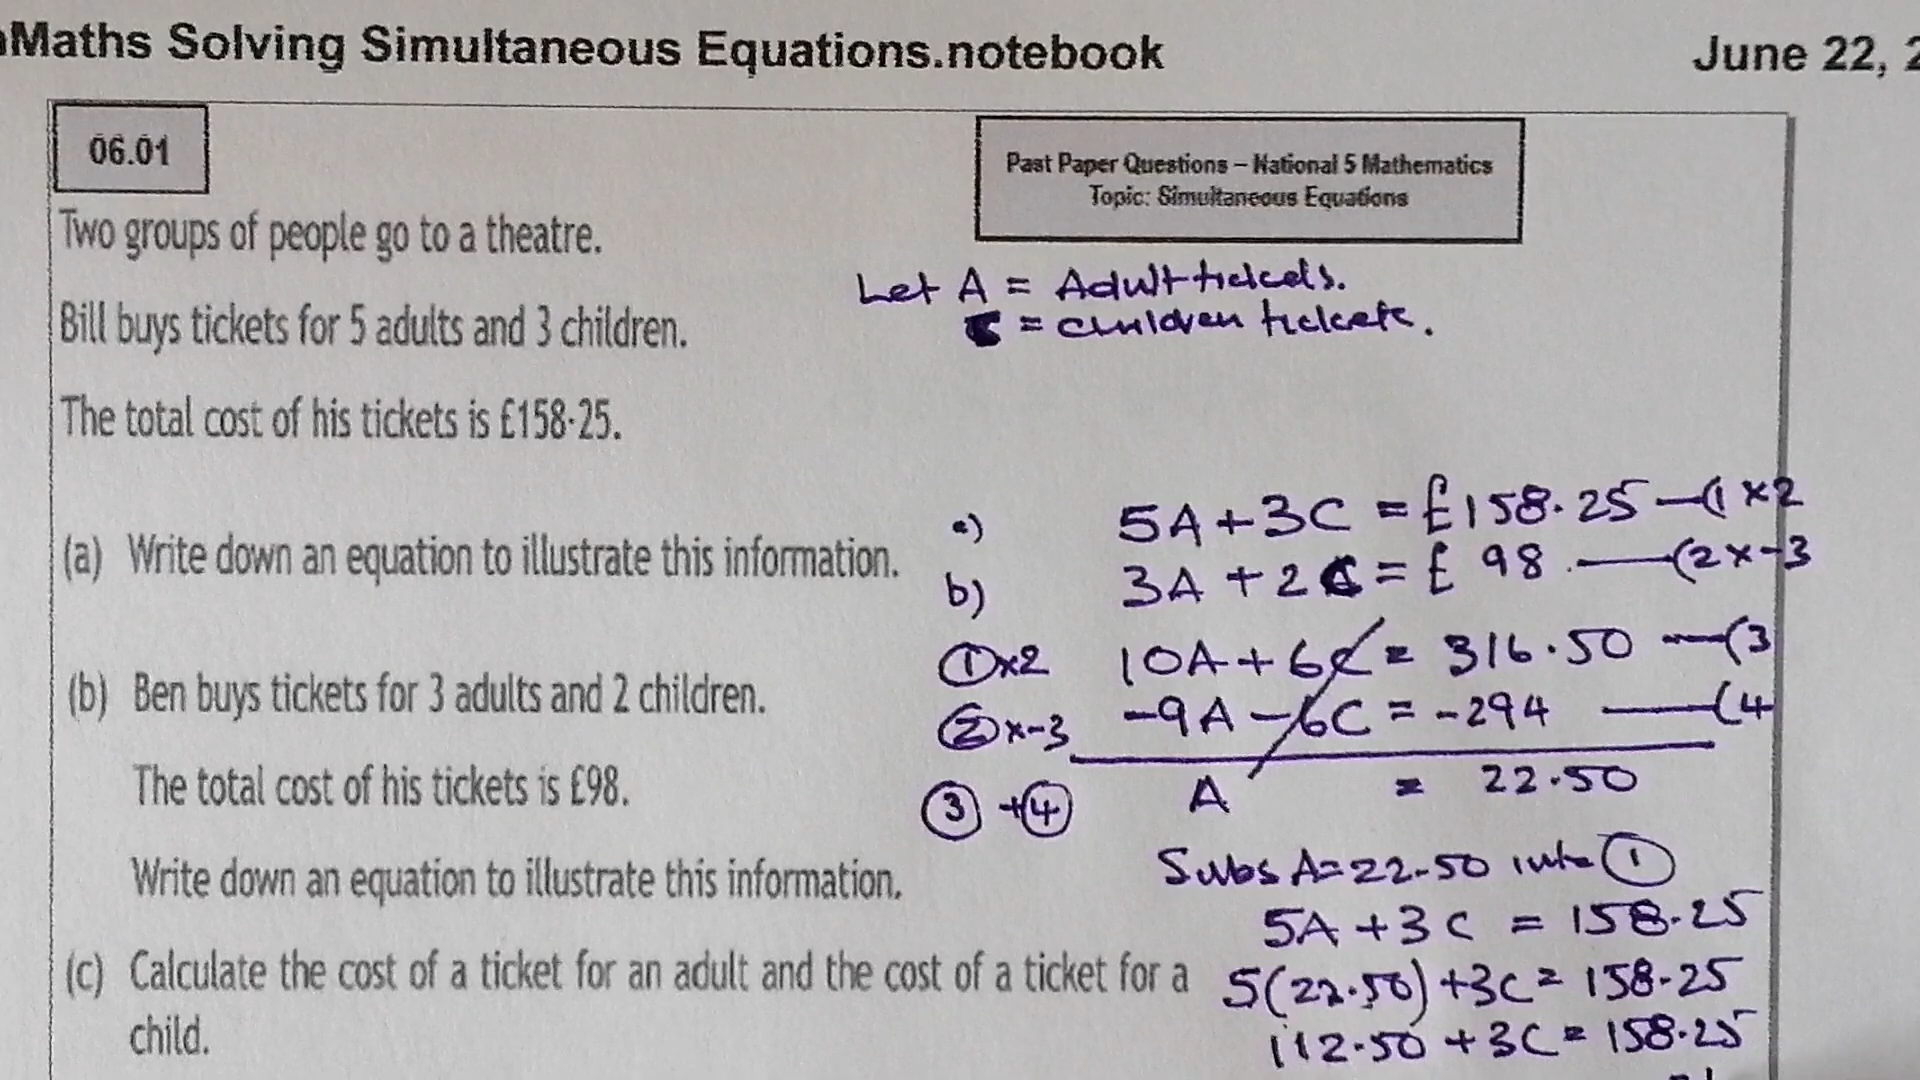 Maths Solving Simultaneous Equations.notebook
June 22, 2
06.01
Past Paper Questions – National 5 Mathematics
Topic: Simultaneous Equations
Two groups of people go to a theatre.
Let A = Adult tickets.
C = children tickets.
Bill buys tickets for 5 adults and 3 children.
The total cost of his tickets is £158·25.
(a) Write down an equation to illustrate this information.
(b) Ben buys tickets for 3 adults and 2 children.
The total cost of his tickets is £98.
Write down an equation to illustrate this information.
(c) Calculate the cost of a ticket for an adult and the cost of a ticket for a
child.
a) 5A + 3C = £158.25 —(1 ×2
b) 3A + 2C = £ 98 . —(2 ×-3
①×2 10A + 6C = 316.50 —(3
②×-3 -9A - 6C = -294 —(4
③ + ④ A = 22.50
Subs A=22.50 into ①
5A + 3C = 158.25
5(22.50) + 3C = 158.25
112.50 + 3C = 158.25